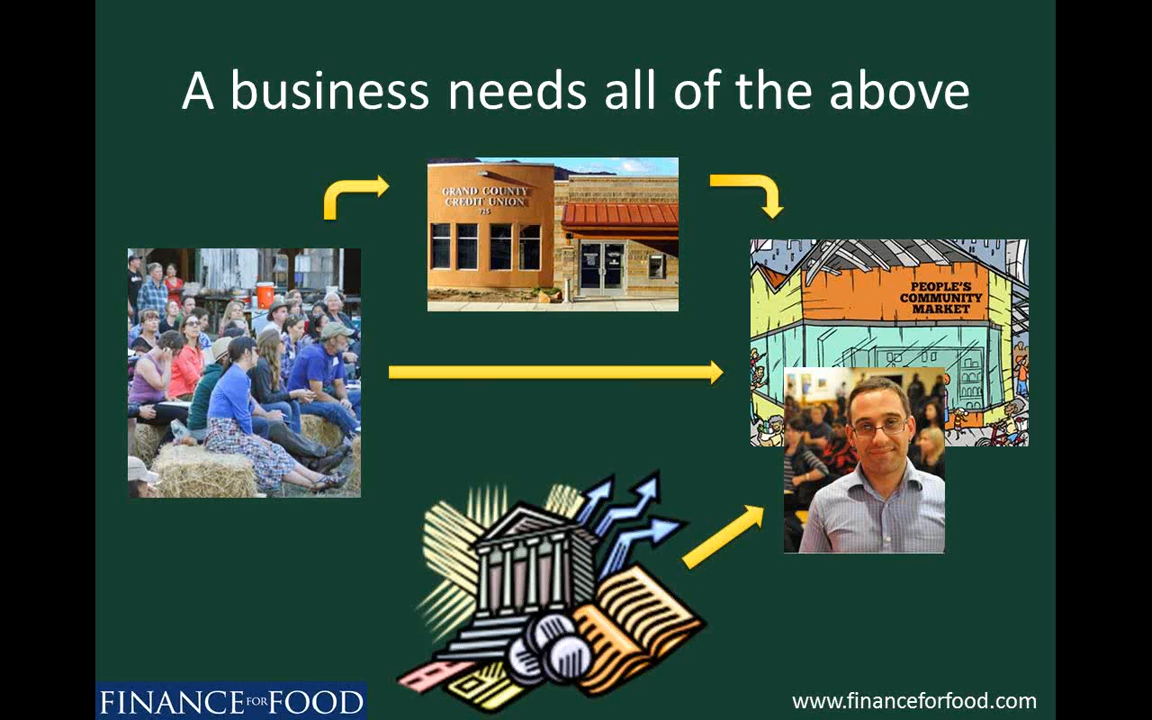 A business needs all of the above
GRAND COUNTY
CREDIT UNION
725
PEOPLE'S
COMMUNITY
MARKET
FINANCE FOR FOOD
www.financeforfood.com